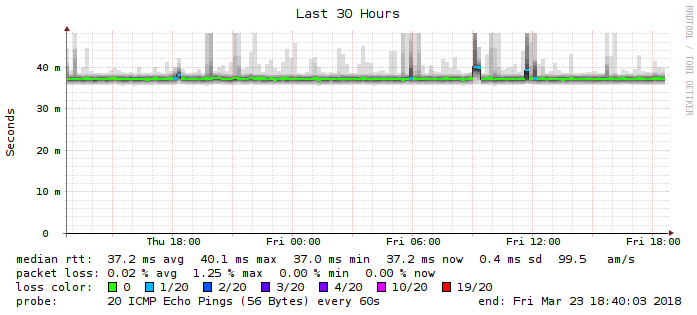 Last 30 Hours
RRDTOOL / TOBI OETIKER
Seconds
40 m
30 m
20 m
10 m
0
Thu 18:00 Fri 00:00 Fri 06:00 Fri 12:00 Fri 18:00
median rtt: 37.2 ms avg 40.1 ms max 37.0 ms min 37.2 ms now 0.4 ms sd 99.5 am/s
packet loss: 0.02 % avg 1.25 % max 0.00 % min 0.00 % now
loss color: 0 1/20 2/20 3/20 4/20 10/20 19/20
probe: 20 ICMP Echo Pings (56 Bytes) every 60s end: Fri Mar 23 18:40:03 2018